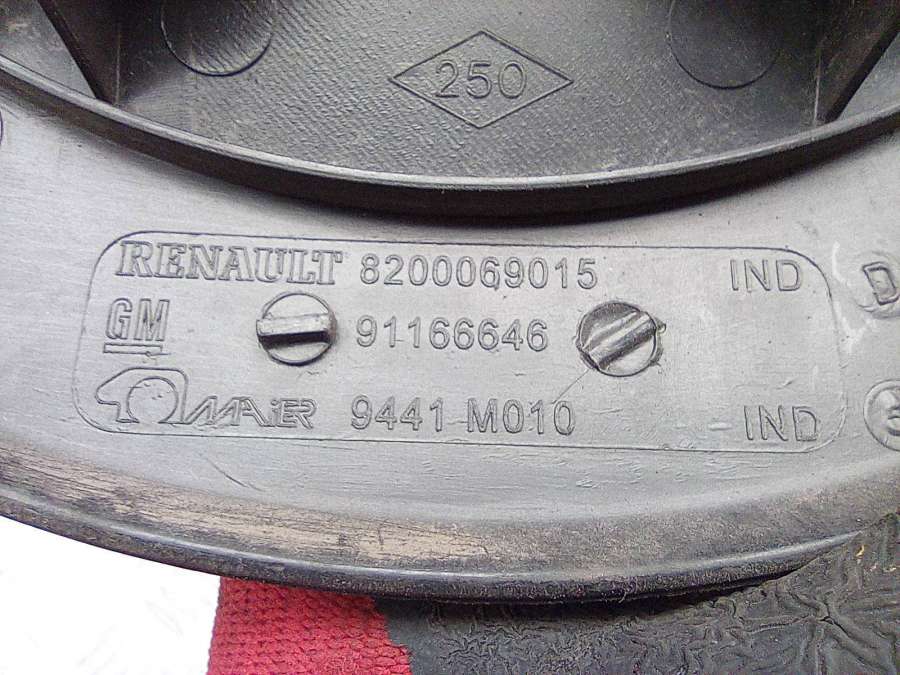 250
RENAULT 8200069015 IND
GM 91166646
MAIER 9441 M010 IND
D